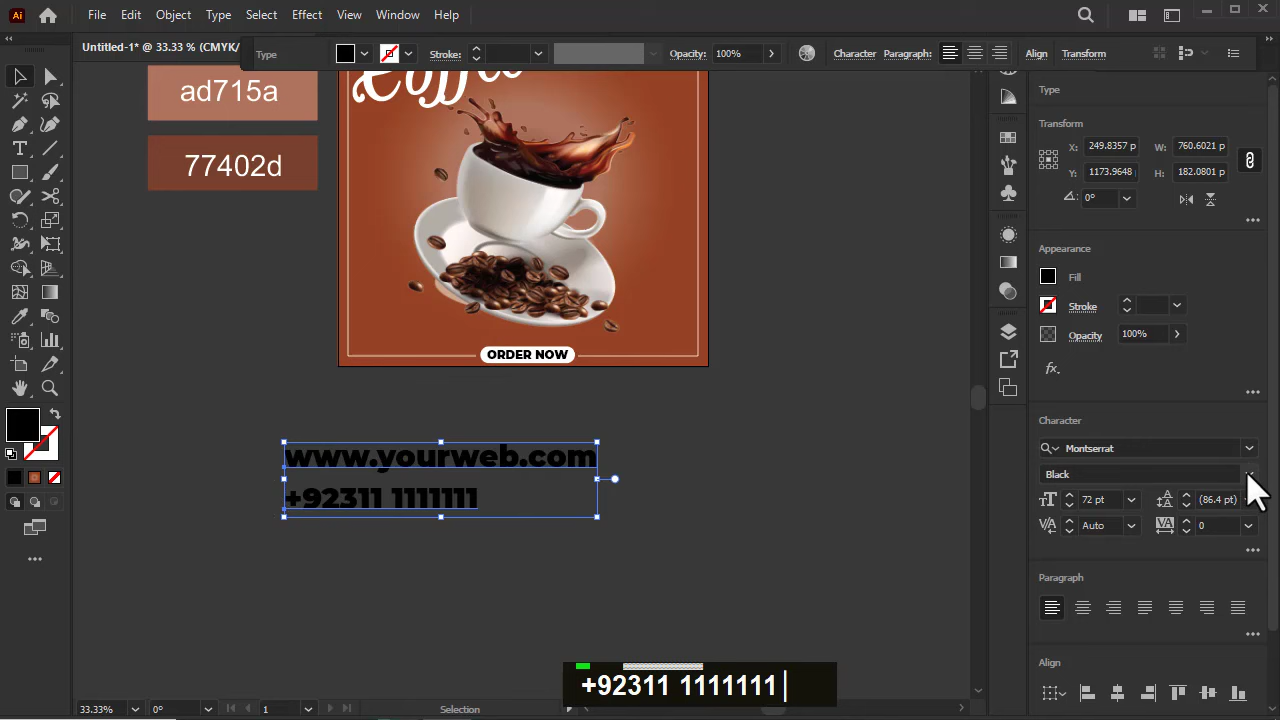 Ai File Edit Object Type Select Effect View Window Help
Untitled-1* @ 33.33 % (CMYK/
Type Stroke: Opacity: 100% Character Paragraph: Align Transform
ad715a
77402d
Coffee
ORDER NOW
www.yourweb.com
+92311 1111111
Type
Transform
X: 249.8357 p W: 760.6021 p
Y: 1173.9648 H: 182.0801 p
0°
Appearance
Fill
Stroke
Opacity 100%
fx.
Character
Montserrat
Black
72 pt (86.4 pt)
Auto 0
Paragraph
Align
+92311 1111111
33.33% 0° 1 Selection